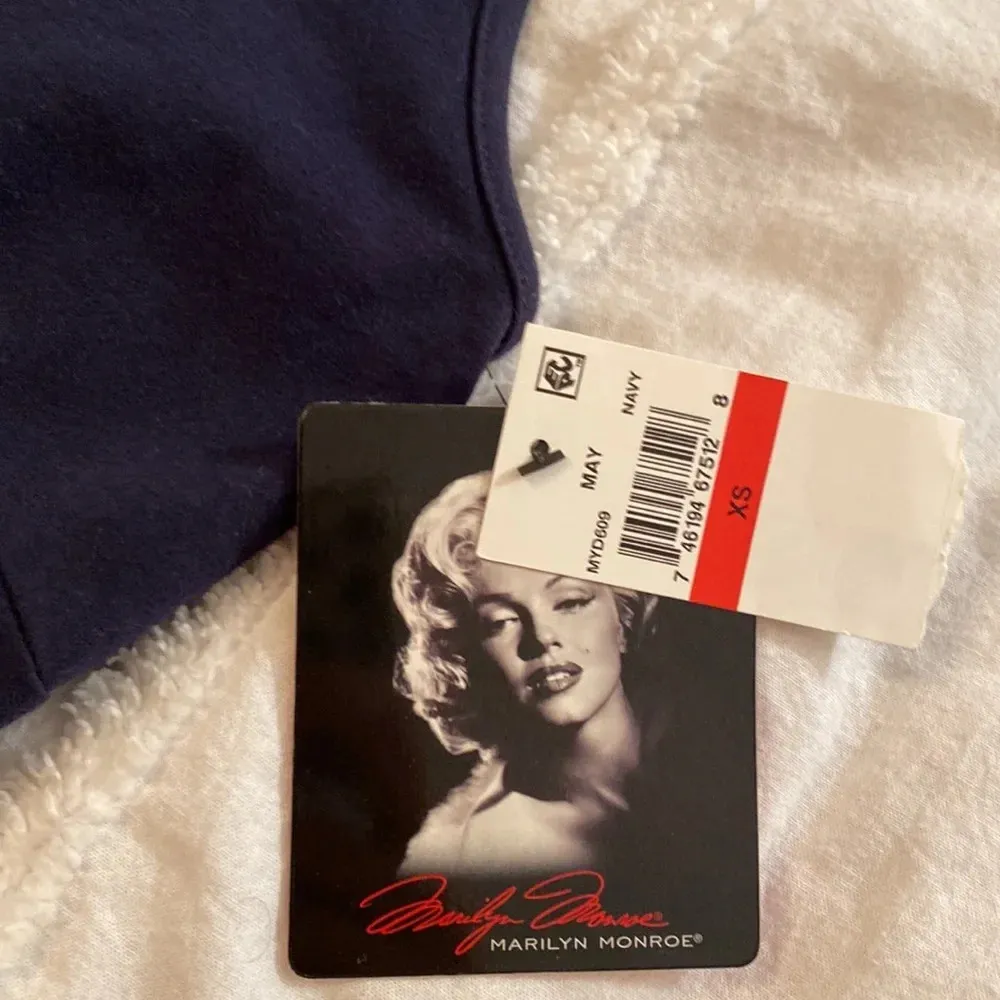 NAVY
MAY
MYD609
7 46194 67512 8
XS
Marilyn Monroe®
MARILYN MONROE®